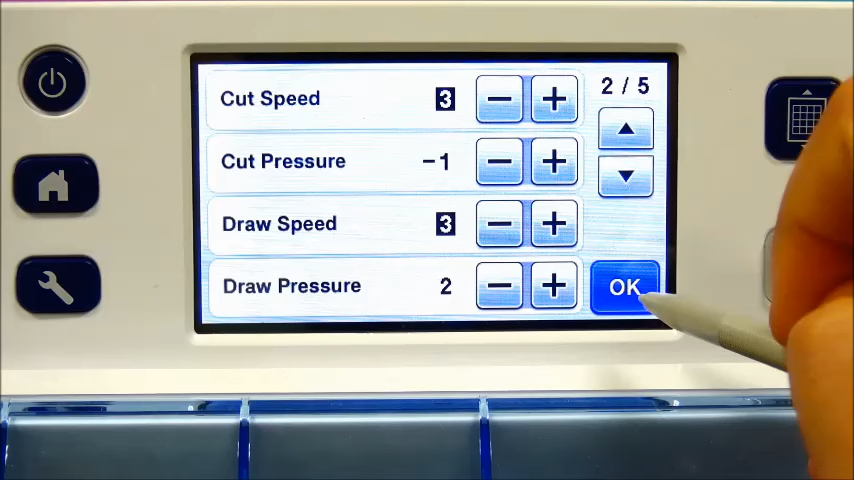 Cut Speed 3 − + 2 / 5
Cut Pressure −1 − +
Draw Speed 3 − +
Draw Pressure 2 − + OK